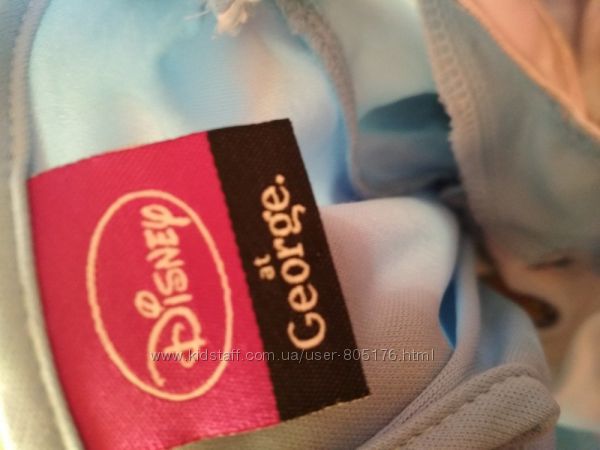 DISNEY
at
George.
www.kidstaff.com.ua/user-805176.html